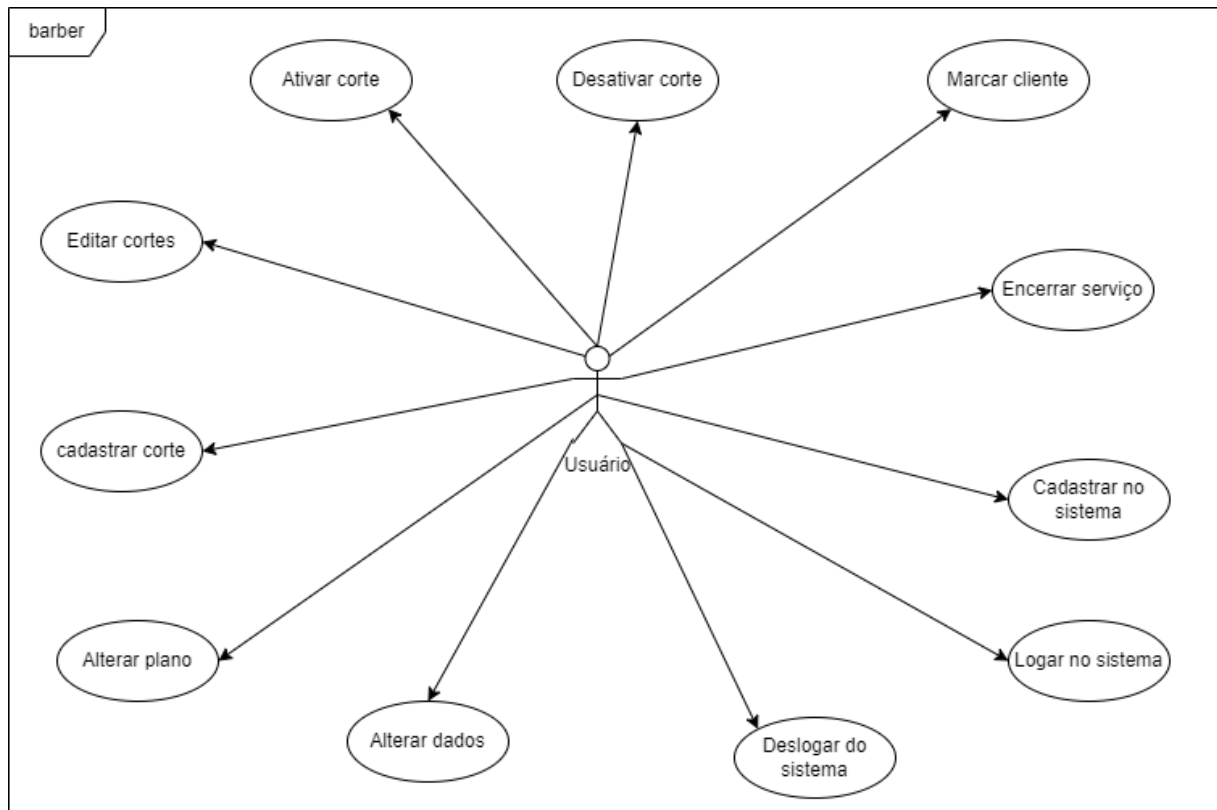 barber
Ativar corte
Desativar corte
Marcar cliente
Editar cortes
Encerrar serviço
cadastrar corte
Usuário
Cadastrar no
sistema
Alterar plano
Logar no sistema
Alterar dados
Deslogar do
sistema